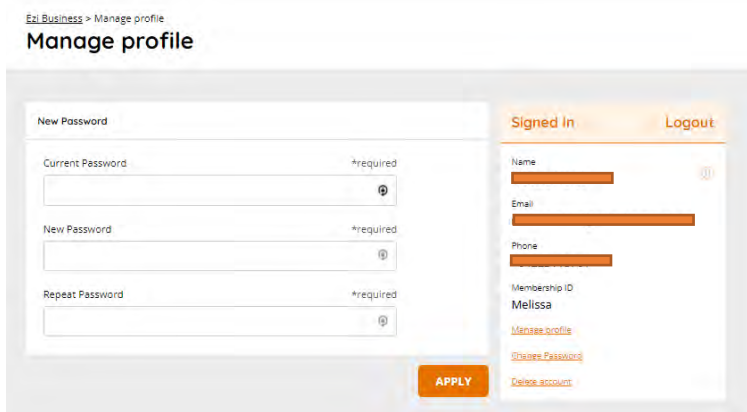 Ezi Business > Manage profile
Manage profile
New Password
Current Password *required
New Password *required
Repeat Password *required
APPLY
Signed In Logout
Name
Email
Phone
Membership ID
Melissa
Manage profile
Change Password
Delete account